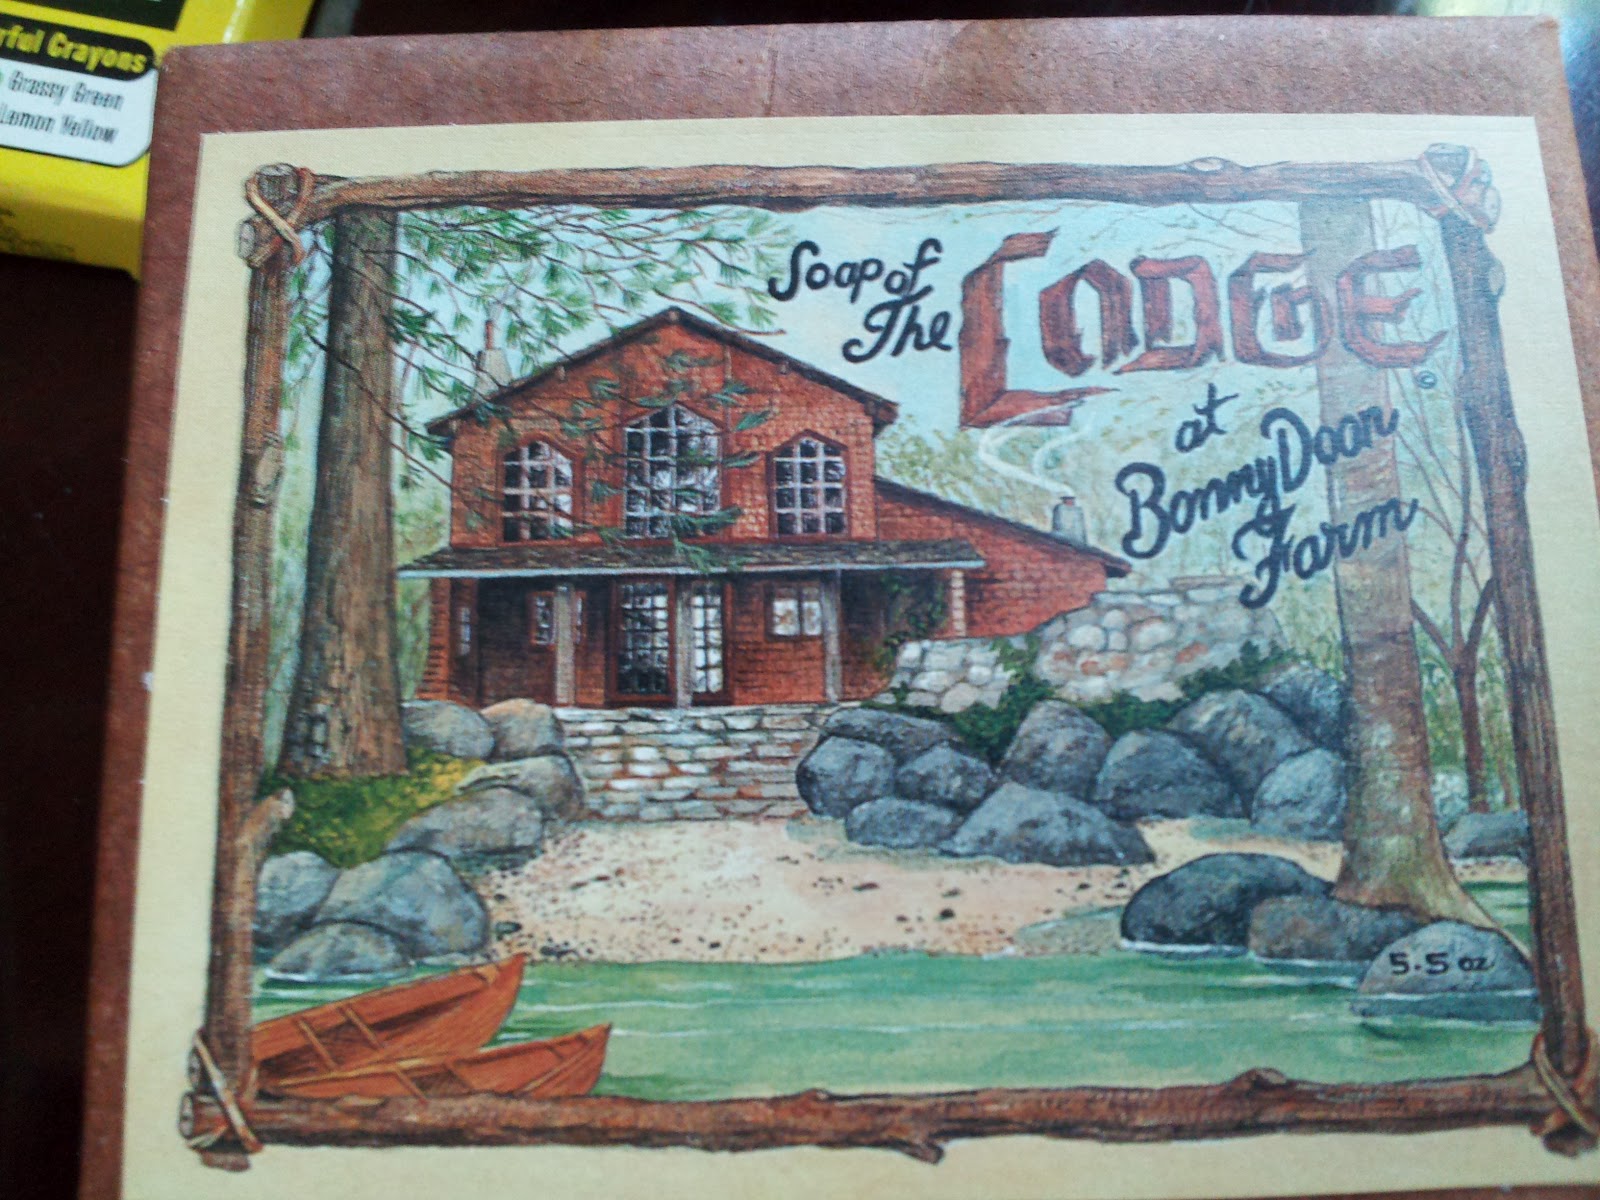 rful Crayons
Grassy Green
Lemon Yellow
Soap of
The LODGE
©
at
Bonny Doon
Farm
5.5 oz